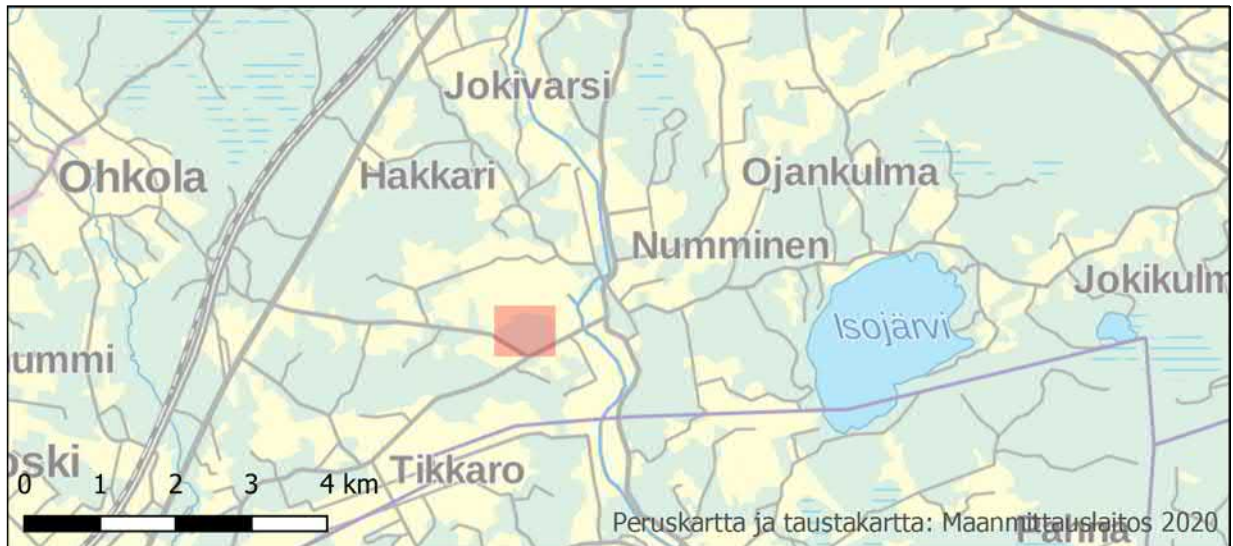 Jokivarsi
Ohkola
Hakkari
Ojankulma
Numminen
Jokikulm
Isojärvi
ummi
oski
Tikkaro
0 1 2 3 4 km
Peruskartta ja taustakartta: Maanmittauslaitos 2020